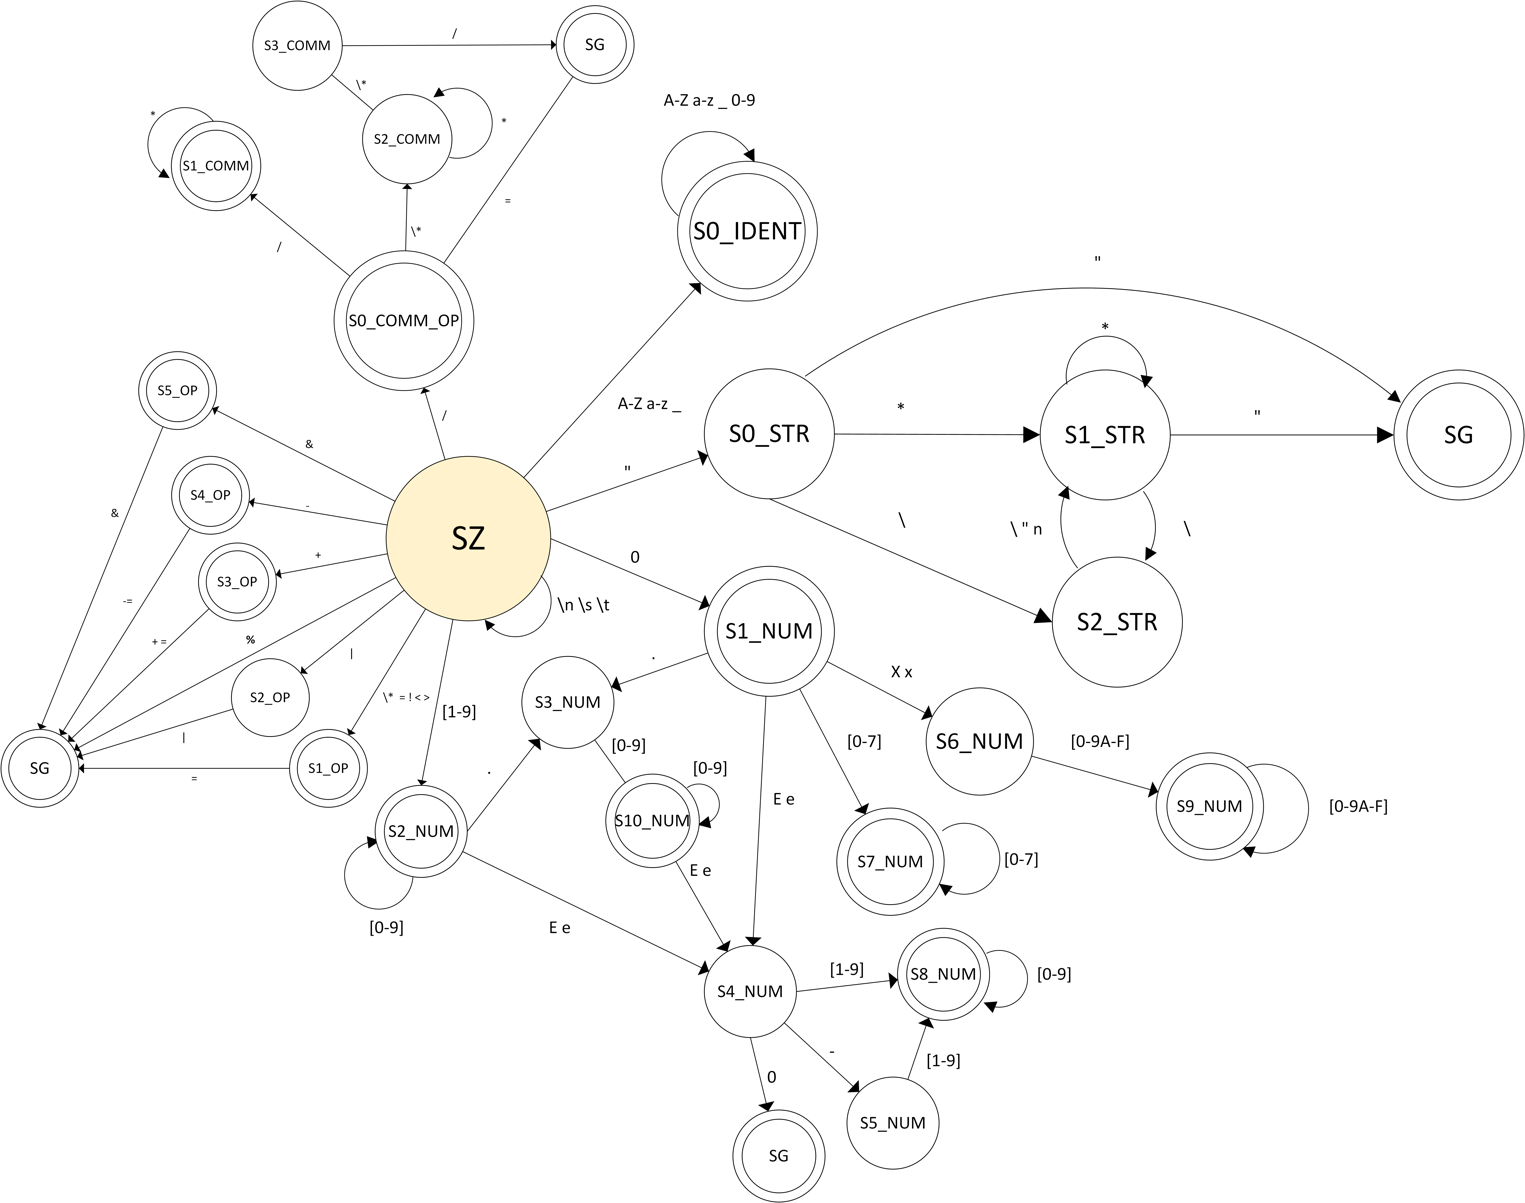 S3_COMM
/
SG
\*
*
S2_COMM
*
S1_COMM
A-Z a-z _ 0-9
=
/
\*
S0_IDENT
S0_COMM_OP
"
*
S5_OP
/
A-Z a-z _
*
"
S0_STR
S1_STR
SG
&
"
S4_OP
-
&
\
\ " n
\
SZ
+
0
S3_OP
\n \s \t
-=
S2_STR
+ =
%
S1_NUM
|
.
X x
S2_OP
\* = ! < >
[1-9]
S3_NUM
|
[0-9]
[0-7]
S6_NUM
[0-9A-F]
SG
=
S1_OP
.
[0-9]
E e
S9_NUM
[0-9A-F]
S2_NUM
S10_NUM
S7_NUM
[0-7]
E e
[0-9]
E e
[1-9]
S8_NUM
[0-9]
S4_NUM
-
[1-9]
0
S5_NUM
SG